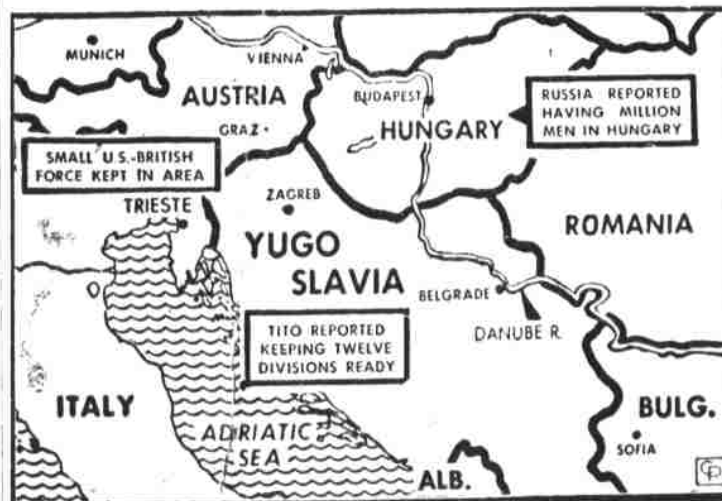 MUNICH
VIENNA
AUSTRIA
BUDAPEST
RUSSIA REPORTED
HAVING MILLION
MEN IN HUNGARY
GRAZ
HUNGARY
SMALL U.S.-BRITISH
FORCE KEPT IN AREA
TRIESTE
ZAGREB
ROMANIA
YUGO
SLAVIA
BELGRADE
DANUBE R.
TITO REPORTED
KEEPING TWELVE
DIVISIONS READY
ITALY
BULG.
ADRIATIC
SEA
SOFIA
ALB.
CP